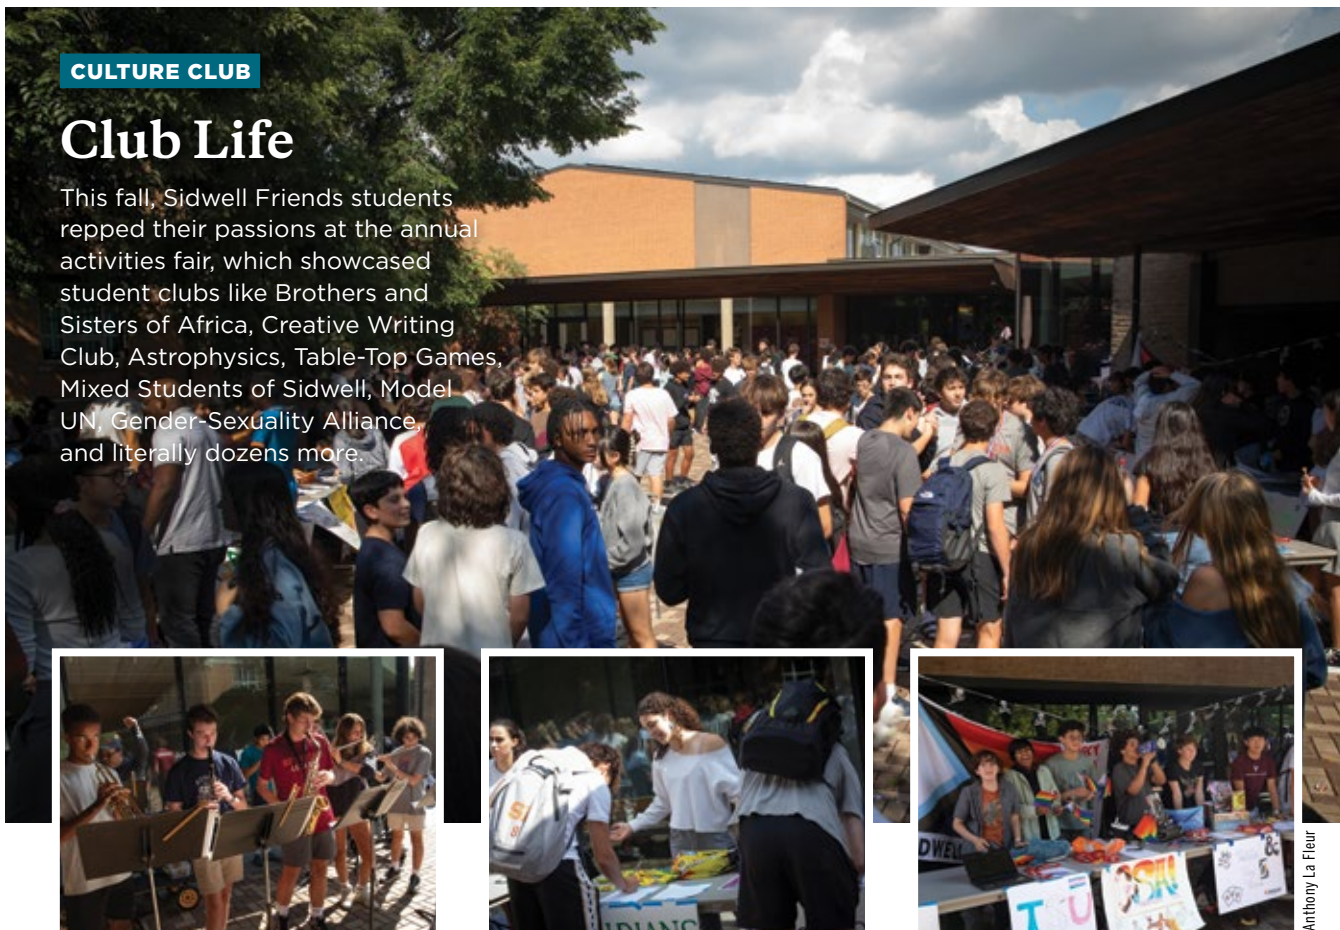 CULTURE CLUB
Club Life
This fall, Sidwell Friends students
repped their passions at the annual
activities fair, which showcased
student clubs like Brothers and
Sisters of Africa, Creative Writing
Club, Astrophysics, Table-Top Games,
Mixed Students of Sidwell, Model
UN, Gender-Sexuality Alliance,
and literally dozens more.
Anthony La Fleur